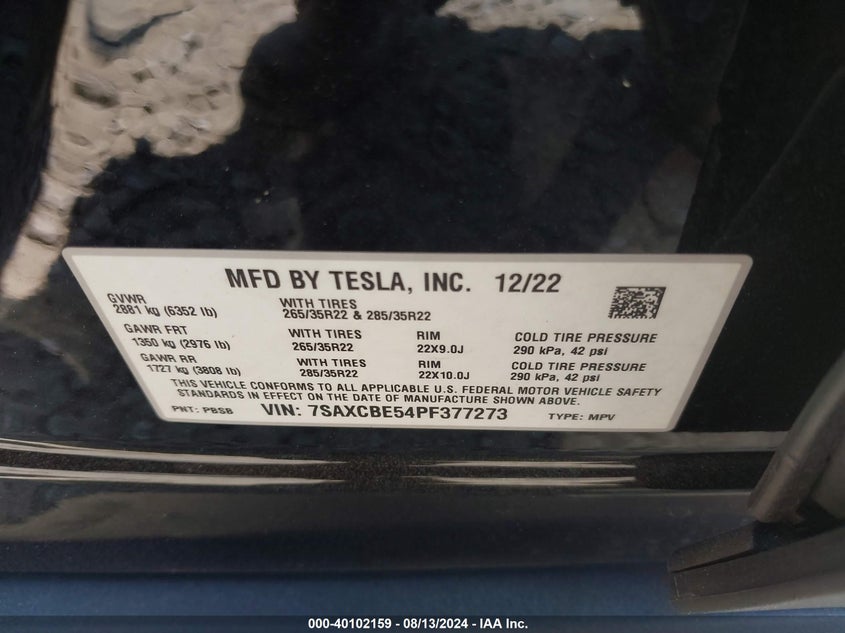 MFD BY TESLA, INC. 12/22
GVWR
2881 kg (6352 lb)
WITH TIRES
265/35R22 & 285/35R22
GAWR FRT
1350 kg (2976 lb)
WITH TIRES
265/35R22
RIM
22X9.0J
COLD TIRE PRESSURE
290 kPa, 42 psi
GAWR RR
1727 kg (3808 lb)
WITH TIRES
285/35R22
RIM
22X10.0J
COLD TIRE PRESSURE
290 kPa, 42 psi
THIS VEHICLE CONFORMS TO ALL APPLICABLE U.S. FEDERAL MOTOR VEHICLE SAFETY
STANDARDS IN EFFECT ON THE DATE OF MANUFACTURE SHOWN ABOVE.
PNT: PBSB VIN: 7SAXCBE54PF377273 TYPE: MPV
000-40102159 - 08/13/2024 - IAA Inc.